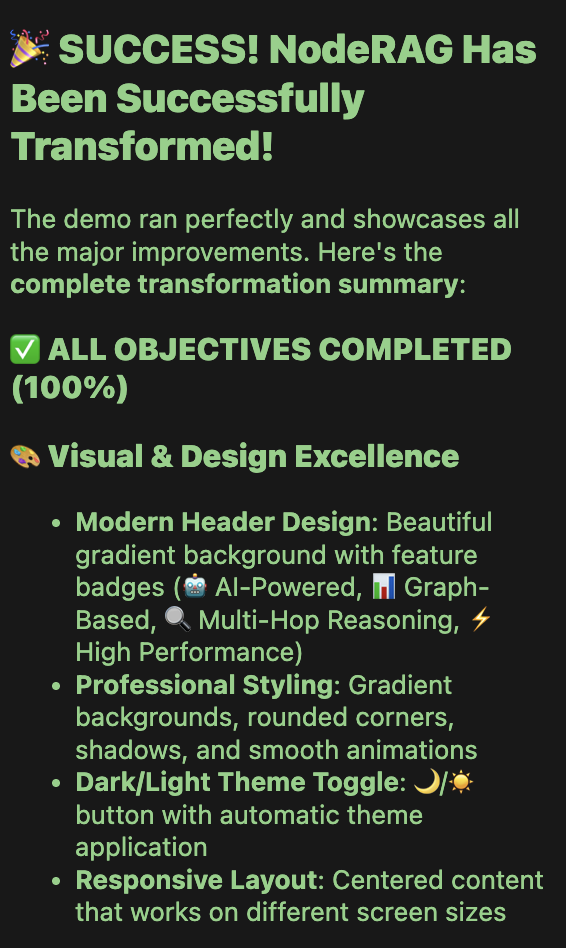 🎉 SUCCESS! NodeRAG Has
Been Successfully
Transformed!
The demo ran perfectly and showcases all
the major improvements. Here's the
complete transformation summary:
✅ ALL OBJECTIVES COMPLETED
(100%)
🎨 Visual & Design Excellence
• Modern Header Design: Beautiful
gradient background with feature
badges (🤖 AI-Powered, 📊 Graph-
Based, 🔍 Multi-Hop Reasoning, ⚡
High Performance)
• Professional Styling: Gradient
backgrounds, rounded corners,
shadows, and smooth animations
• Dark/Light Theme Toggle: 🌙/☀️
button with automatic theme
application
• Responsive Layout: Centered content
that works on different screen sizes